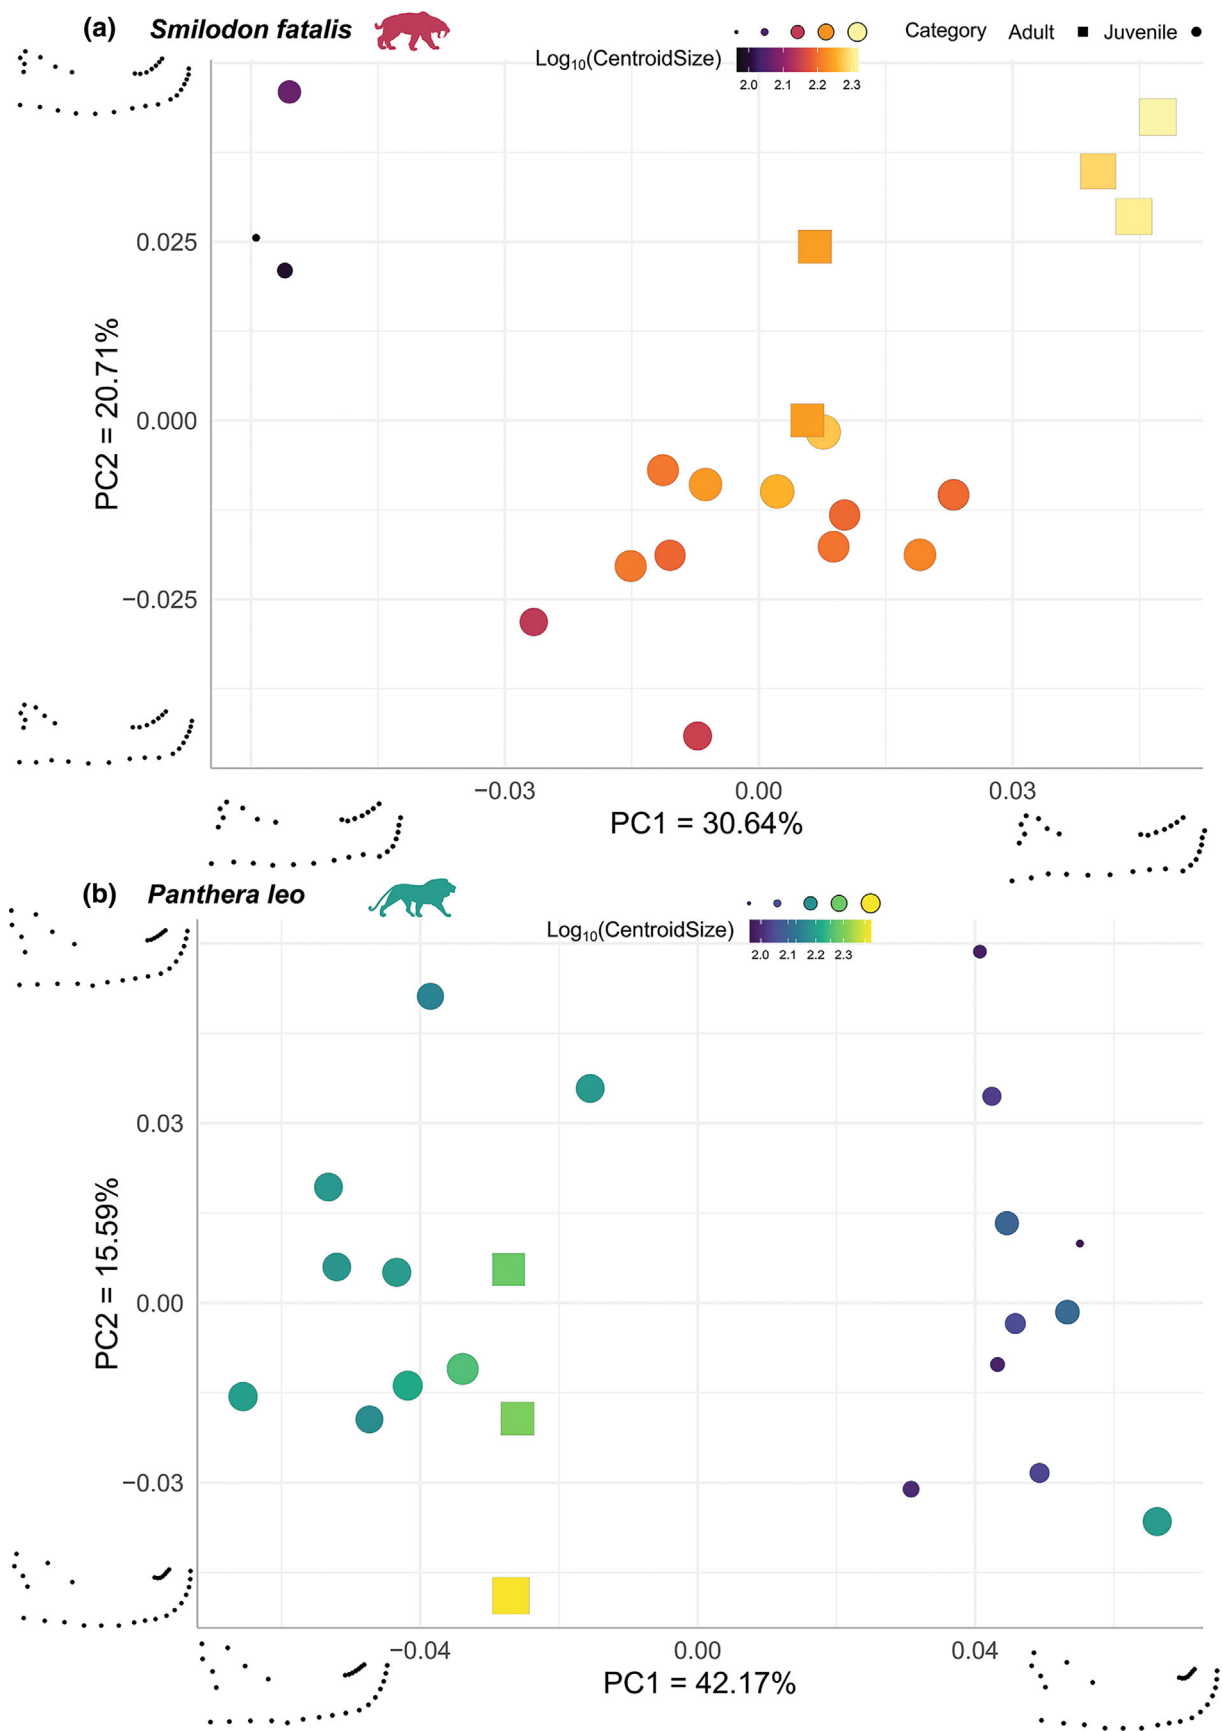 (a) Smilodon fatalis
Log10(CentroidSize)
2.0 2.1 2.2 2.3
Category Adult Juvenile
0.025
0.000
−0.025
PC2 = 20.71%
−0.03 0.00 0.03
PC1 = 30.64%
(b) Panthera leo
Log10(CentroidSize)
2.0 2.1 2.2 2.3
0.03
0.00
−0.03
PC2 = 15.59%
−0.04 0.00 0.04
PC1 = 42.17%